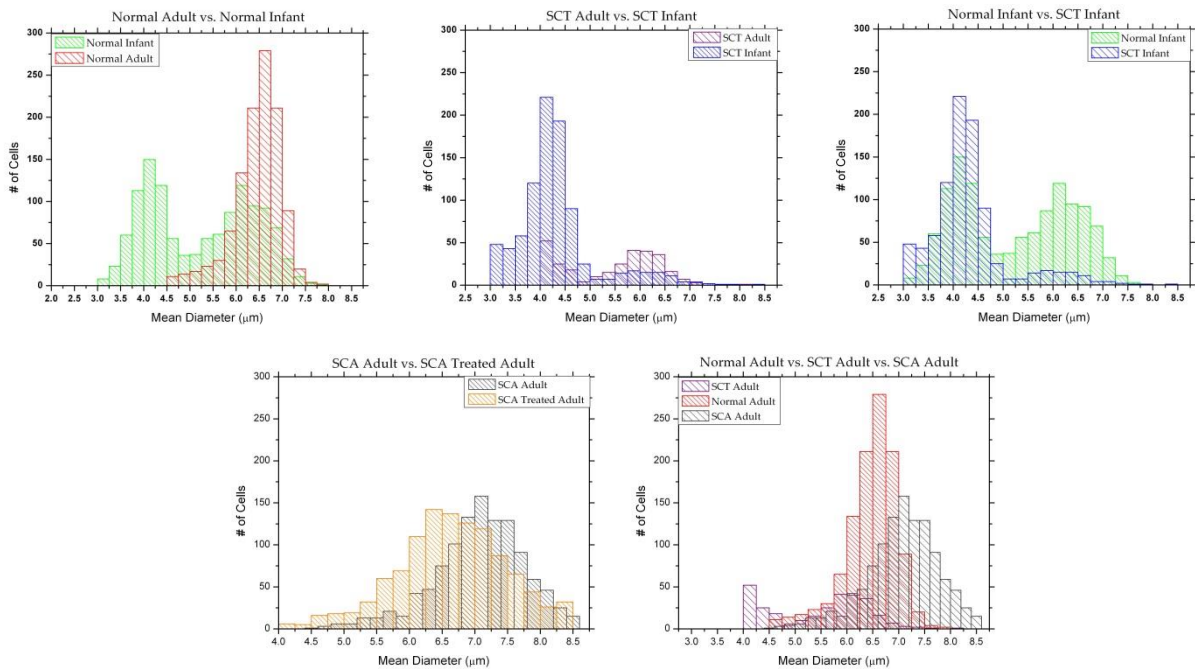 Normal Adult vs. Normal Infant
Normal Infant
Normal Adult
300
250
200
150
100
50
0
# of Cells
2.0 2.5 3.0 3.5 4.0 4.5 5.0 5.5 6.0 6.5 7.0 7.5 8.0 8.5
Mean Diameter (μm)
SCT Adult vs. SCT Infant
SCT Adult
SCT Infant
300
250
200
150
100
50
0
# of Cells
2.5 3.0 3.5 4.0 4.5 5.0 5.5 6.0 6.5 7.0 7.5 8.0 8.5
Mean Diameter (μm)
Normal Infant vs. SCT Infant
Normal Infant
SCT Infant
300
250
200
150
100
50
0
# of Cells
2.5 3.0 3.5 4.0 4.5 5.0 5.5 6.0 6.5 7.0 7.5 8.0 8.5
Mean Diameter (μm)
SCA Adult vs. SCA Treated Adult
SCA Adult
SCA Treated Adult
300
250
200
150
100
50
0
# of Cells
4.0 4.5 5.0 5.5 6.0 6.5 7.0 7.5 8.0 8.5
Mean Diameter (μm)
Normal Adult vs. SCT Adult vs. SCA Adult
SCT Adult
Normal Adult
SCA Adult
300
250
200
150
100
50
0
# of Cells
3.0 3.5 4.0 4.5 5.0 5.5 6.0 6.5 7.0 7.5 8.0 8.5
Mean Diameter (μm)